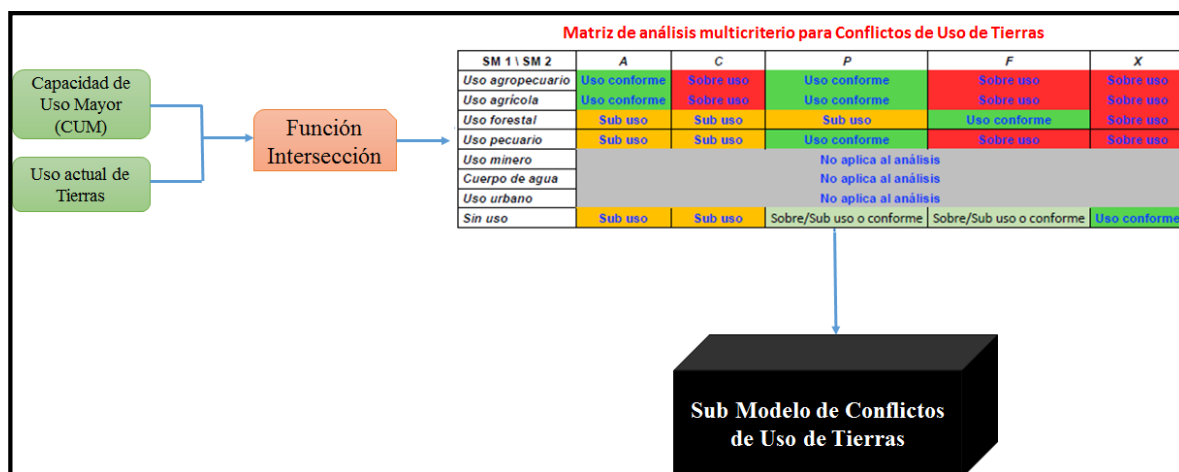 Matriz de análisis multicriterio para Conflictos de Uso de Tierras
Capacidad de
Uso Mayor
(CUM)
Uso actual de
Tierras
Función
Intersección
SM 1 \ SM 2 A C P F X
Uso agropecuario Uso conforme Sobre uso Uso conforme Sobre uso Sobre uso
Uso agrícola Uso conforme Sobre uso Uso conforme Sobre uso Sobre uso
Uso forestal Sub uso Sub uso Sub uso Uso conforme Sobre uso
Uso pecuario Sub uso Sub uso Uso conforme Sobre uso Sobre uso
Uso minero No aplica al análisis
Cuerpo de agua No aplica al análisis
Uso urbano No aplica al análisis
Sin uso Sub uso Sub uso Sobre/Sub uso o conforme Sobre/Sub uso o conforme Uso conforme
Sub Modelo de Conflictos
de Uso de Tierras